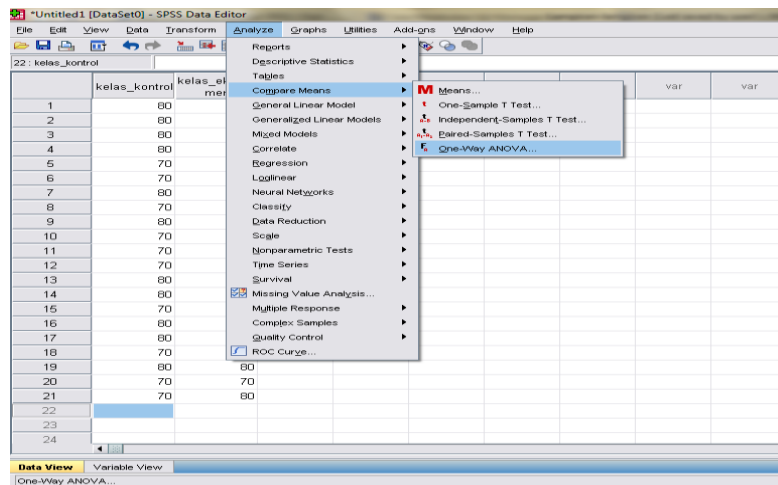 *Untitled1 [DataSet0] - SPSS Data Editor
File Edit View Data Transform Analyze Graphs Utilities Add-ons Window Help
22 : kelas_kontrol
kelas_kontrol kelas_el
mer
var var
1 80
2 80
3 80
4 80
5 70
6 70
7 80
8 70
9 80
10 70
11 70
12 70
13 80
14 80
15 70
16 80
17 80
18 70
19 80 80
20 70 70
21 70 80
22
23
24
Reports
Descriptive Statistics
Tables
Compare Means
General Linear Model
Generalized Linear Models
Mixed Models
Correlate
Regression
Loglinear
Neural Networks
Classify
Data Reduction
Scale
Nonparametric Tests
Time Series
Survival
Missing Value Analysis...
Multiple Response
Complex Samples
Quality Control
ROC Curve...
M Means...
One-Sample T Test...
Independent-Samples T Test...
Paired-Samples T Test...
One-Way ANOVA...
Data View Variable View
One-Way ANOVA...